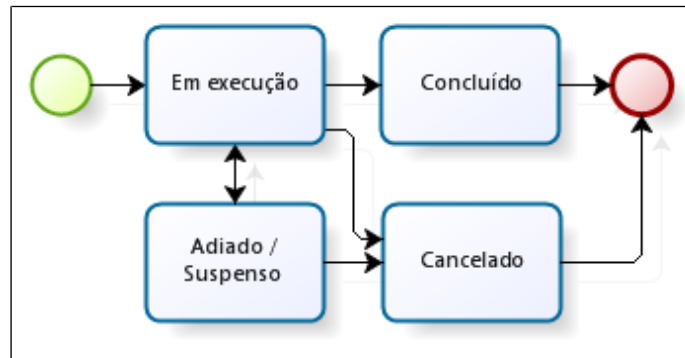 Em execução
Concluído
Adiado /
Suspenso
Cancelado